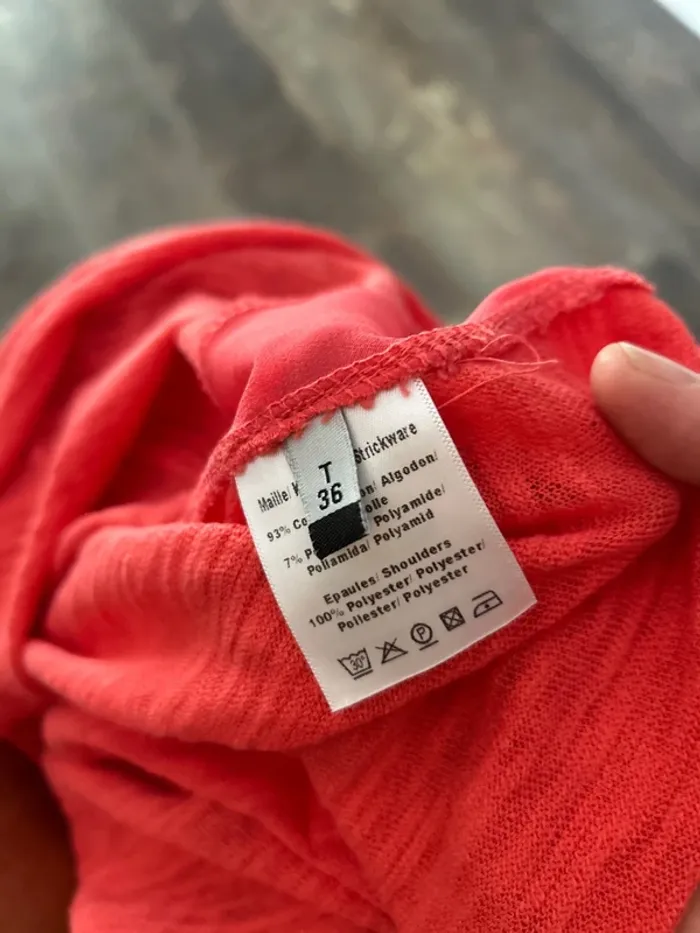 T
36
Maille/ Strickware
93% Co on/ Algodon/
olle
7% P Polyamide/
Poliamida/ Polyamid
Epaules/ Shoulders
100% Polyester/ Polyester/
Poliester/ Polyester
30°
P